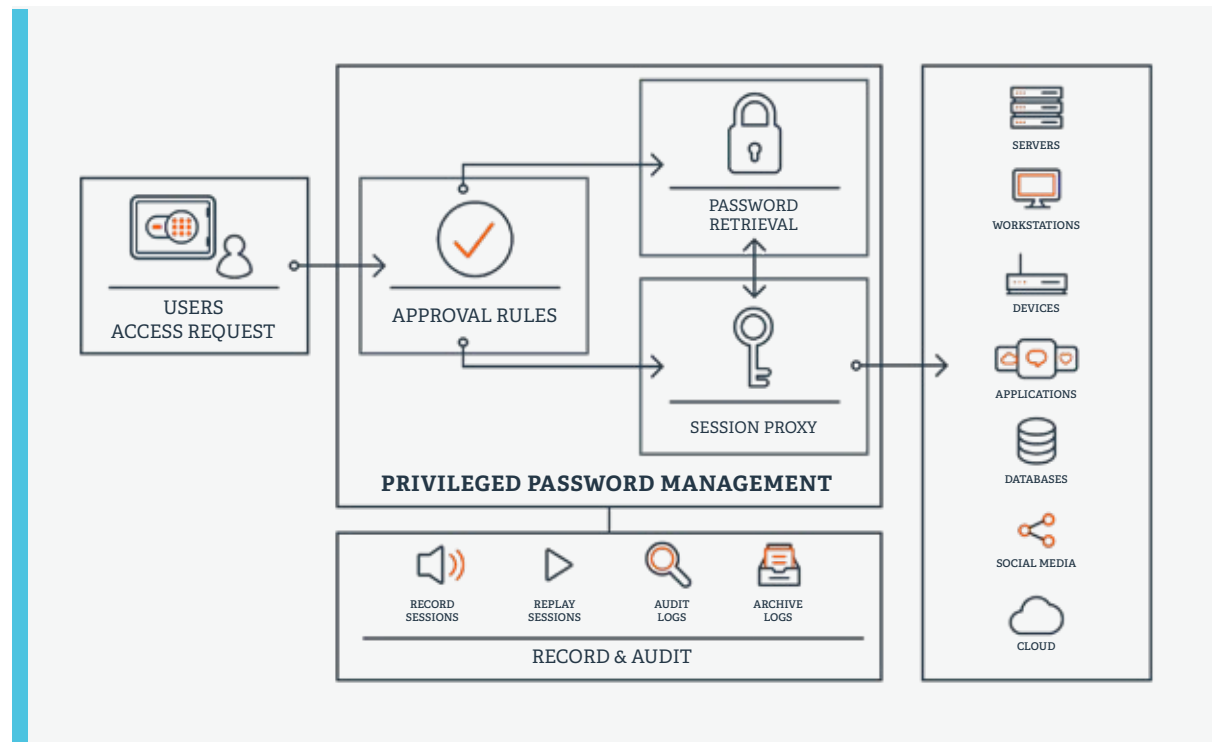 USERS
ACCESS REQUEST
APPROVAL RULES
PASSWORD
RETRIEVAL
SESSION PROXY
PRIVILEGED PASSWORD MANAGEMENT
RECORD
SESSIONS
REPLAY
SESSIONS
AUDIT
LOGS
ARCHIVE
LOGS
RECORD & AUDIT
SERVERS
WORKSTATIONS
DEVICES
APPLICATIONS
DATABASES
SOCIAL MEDIA
CLOUD